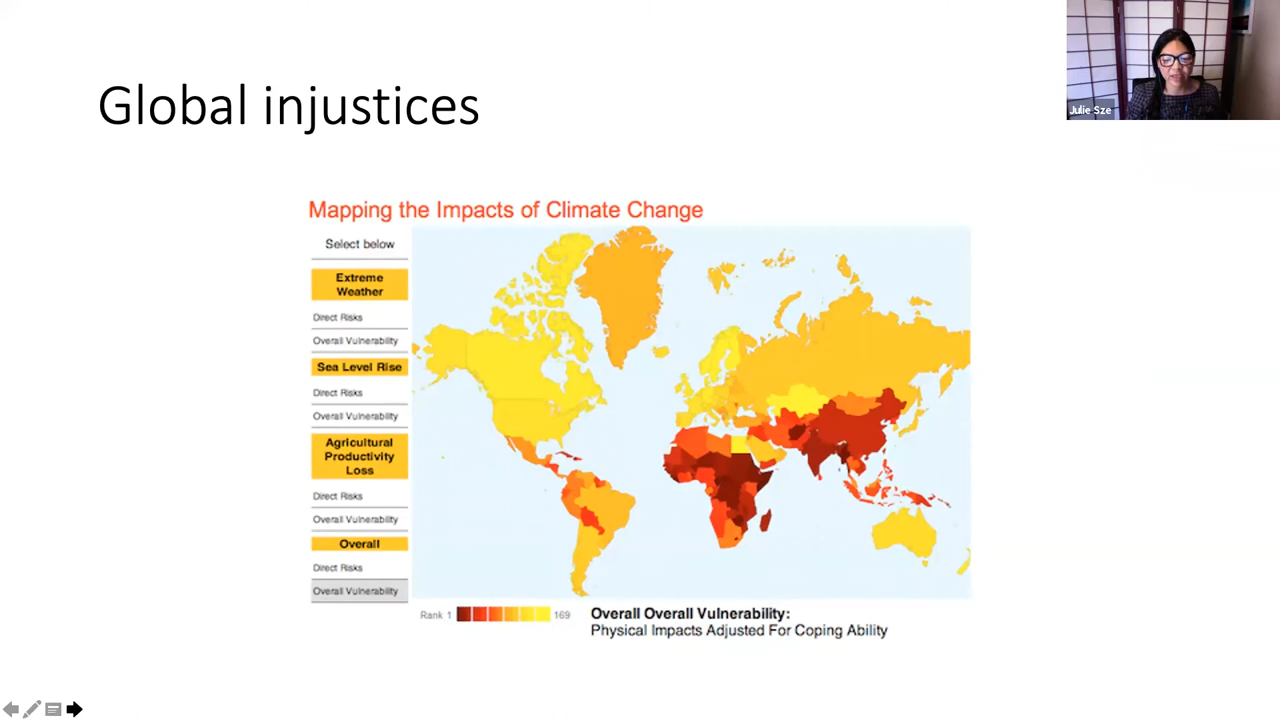 Global injustices
Julie Sze
Mapping the Impacts of Climate Change
Select below
Extreme
Weather
Direct Risks
Overall Vulnerability
Sea Level Rise
Direct Risks
Overall Vulnerability
Agricultural
Productivity
Loss
Direct Risks
Overall Vulnerability
Overall
Direct Risks
Overall Vulnerability
Rank 1
169
Overall Overall Vulnerability:
Physical Impacts Adjusted For Coping Ability